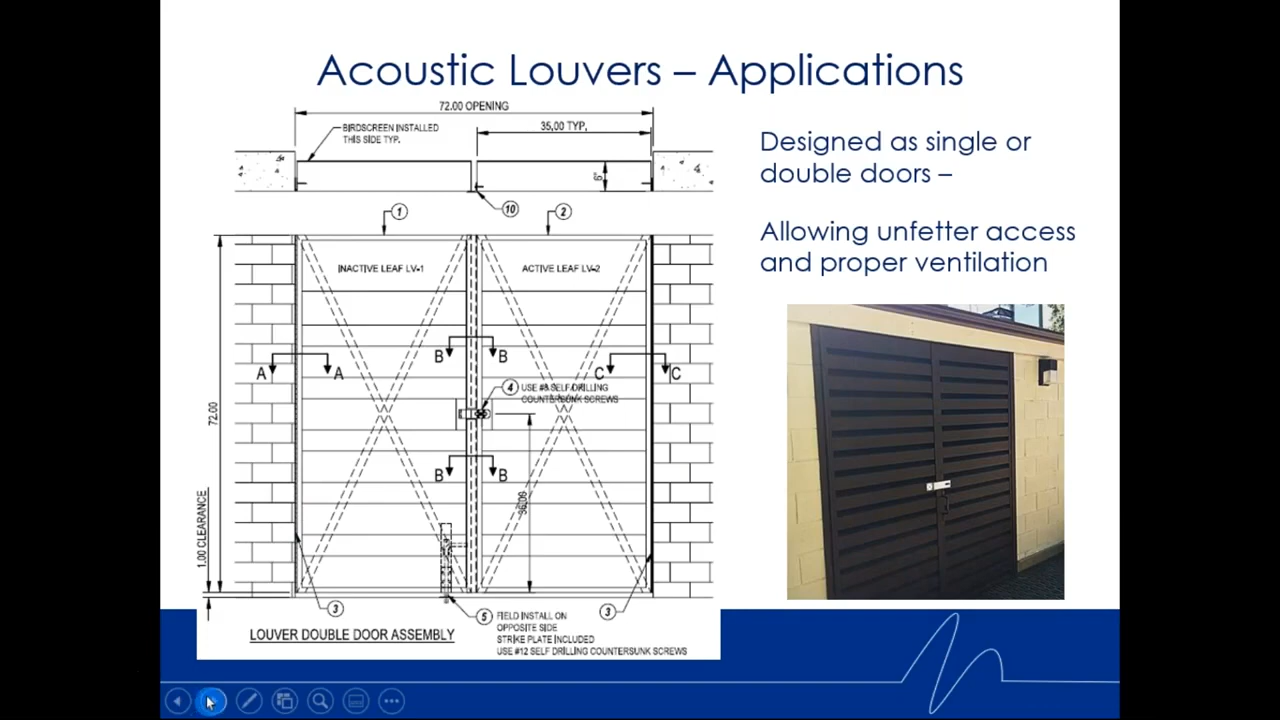 Acoustic Louvers – Applications
72.00 OPENING
BIRDSCREEN INSTALLED
THIS SIDE TYP.
35.00 TYP.
6"
10
1
2
INACTIVE LEAF LV-1
ACTIVE LEAF LV-2
B B
A A
C C
4 USE #8 SELF DRILLING
COUNTERSUNK SCREWS
72.00
B B
36.00
1.00 CLEARANCE
3
5 FIELD INSTALL ON
OPPOSITE SIDE
STRIKE PLATE INCLUDED
USE #12 SELF DRILLING COUNTERSUNK SCREWS
3
LOUVER DOUBLE DOOR ASSEMBLY
Designed as single or
double doors –
Allowing unfetter access
and proper ventilation